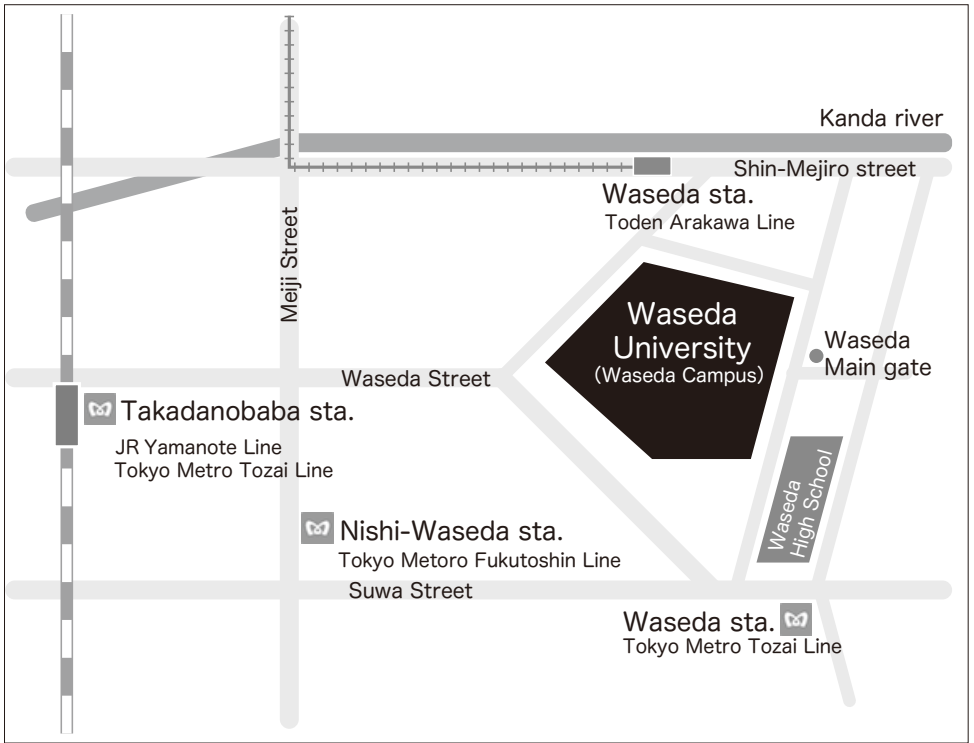 Kanda river
Shin-Mejiro street
Waseda sta.
Toden Arakawa Line
Meiji Street
Waseda
University
(Waseda Campus)
Waseda
Main gate
Waseda Street
Takadanobaba sta.
JR Yamanote Line
Tokyo Metro Tozai Line
Waseda
High School
Nishi-Waseda sta.
Tokyo Metoro Fukutoshin Line
Suwa Street
Waseda sta.
Tokyo Metro Tozai Line